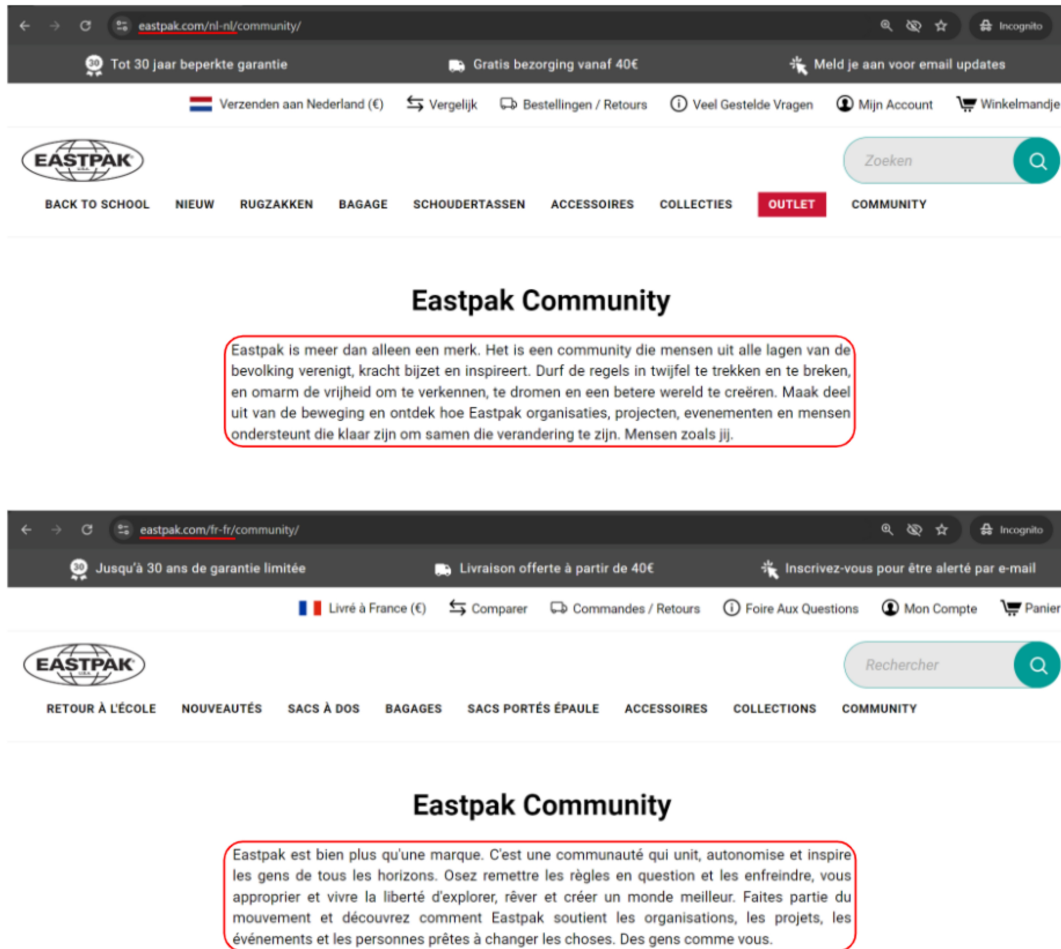 eastpak.com/nl-nl/community/
Incognito
30 Tot 30 jaar beperkte garantie
Gratis bezorging vanaf 40€
Meld je aan voor email updates
Verzenden aan Nederland (€)
Vergelijk
Bestellingen / Retours
Veel Gestelde Vragen
Mijn Account
Winkelmandje
EASTPAK
Zoeken
BACK TO SCHOOL
NIEUW
RUGZAKKEN
BAGAGE
SCHOUDERTASSEN
ACCESSOIRES
COLLECTIES
OUTLET
COMMUNITY
Eastpak Community
Eastpak is meer dan alleen een merk. Het is een community die mensen uit alle lagen van de
bevolking verenigt, kracht bijzet en inspireert. Durf de regels in twijfel te trekken en te breken,
en omarm de vrijheid om te verkennen, te dromen en een betere wereld te creëren. Maak deel
uit van de beweging en ontdek hoe Eastpak organisaties, projecten, evenementen en mensen
ondersteunt die klaar zijn om samen die verandering te zijn. Mensen zoals jij.
eastpak.com/fr-fr/community/
Incognito
30 Jusqu'à 30 ans de garantie limitée
Livraison offerte à partir de 40€
Inscrivez-vous pour être alerté par e-mail
Livré à France (€)
Comparer
Commandes / Retours
Foire Aux Questions
Mon Compte
Panier
EASTPAK
Rechercher
RETOUR À L'ÉCOLE
NOUVEAUTÉS
SACS À DOS
BAGAGES
SACS PORTÉS ÉPAULE
ACCESSOIRES
COLLECTIONS
COMMUNITY
Eastpak Community
Eastpak est bien plus qu'une marque. C'est une communauté qui unit, autonomise et inspire
les gens de tous les horizons. Osez remettre les règles en question et les enfreindre, vous
approprier et vivre la liberté d'explorer, rêver et créer un monde meilleur. Faites partie du
mouvement et découvrez comment Eastpak soutient les organisations, les projets, les
événements et les personnes prêtes à changer les choses. Des gens comme vous.